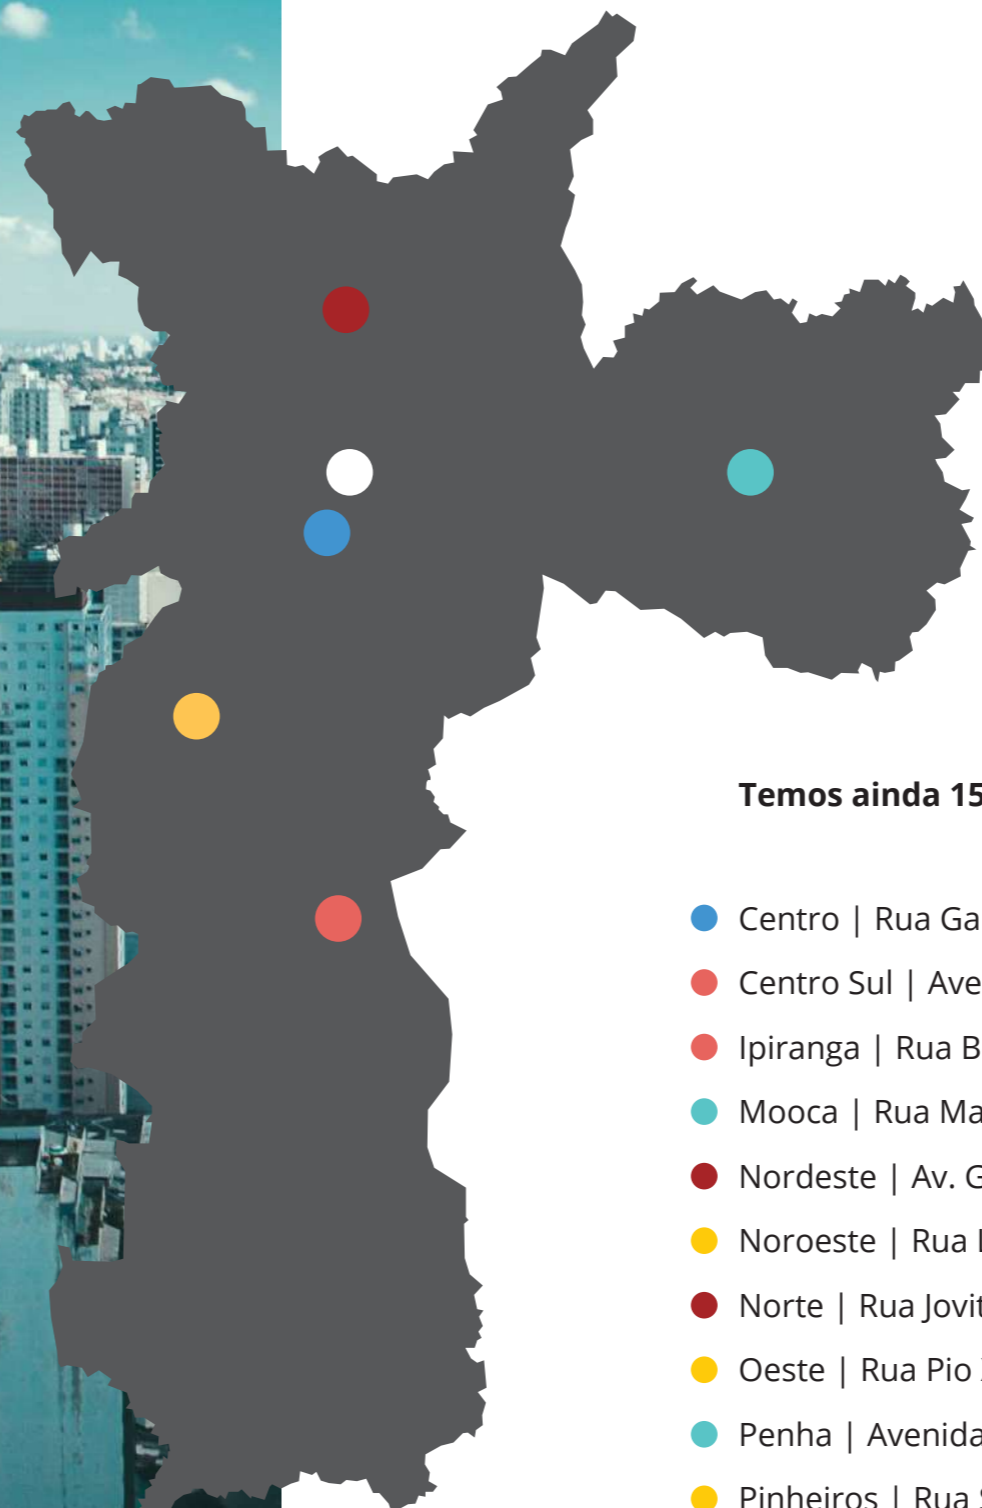 Temos ainda 15
Centro | Rua Ga
Centro Sul | Ave
Ipiranga | Rua B
Mooca | Rua Ma
Nordeste | Av. G
Noroeste | Rua
Norte | Rua Jovit
Oeste | Rua Pio
Penha | Avenida
Pinheiros | Rua